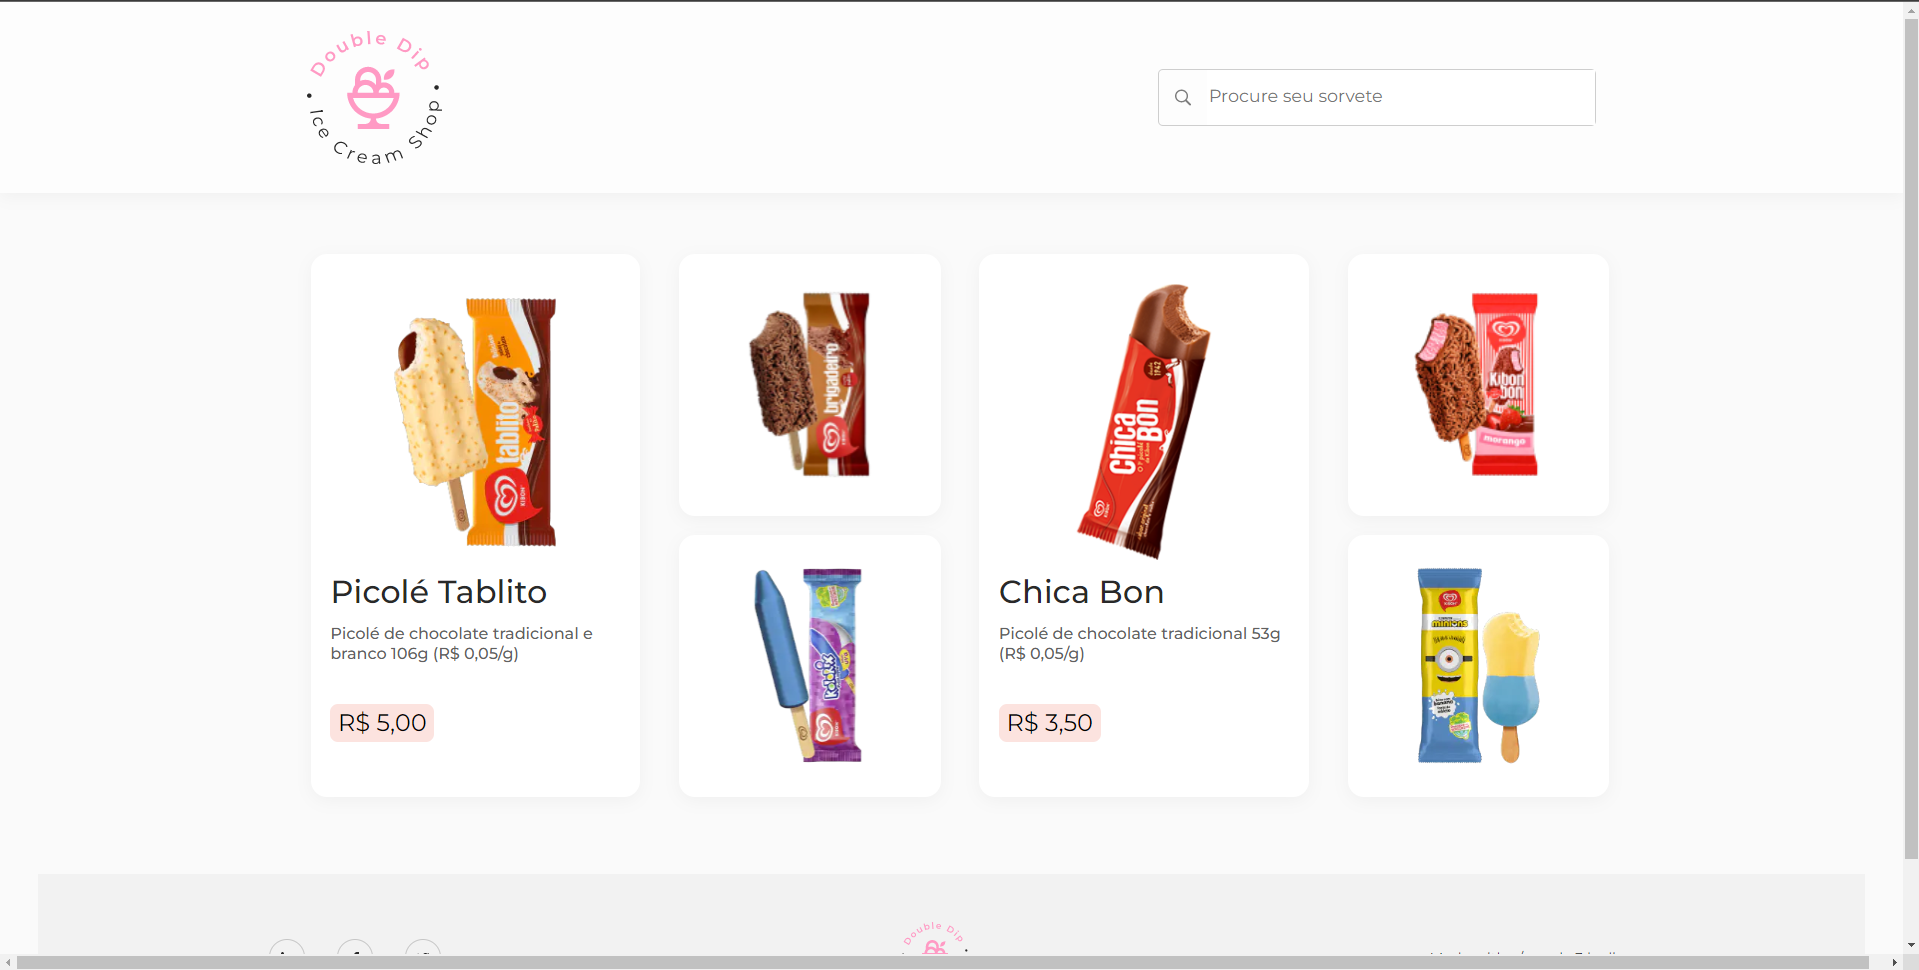 Double Dip
Ice Cream Shop
Procure seu sorvete
tablito
KIBON
brigadeiro
Chica
Bon
Kibon
bon
morango
Picolé Tablito
Picolé de chocolate tradicional e
branco 106g (R$ 0,05/g)
R$ 5,00
Chica Bon
Picolé de chocolate tradicional 53g
(R$ 0,05/g)
R$ 3,50
minions
Double Dip